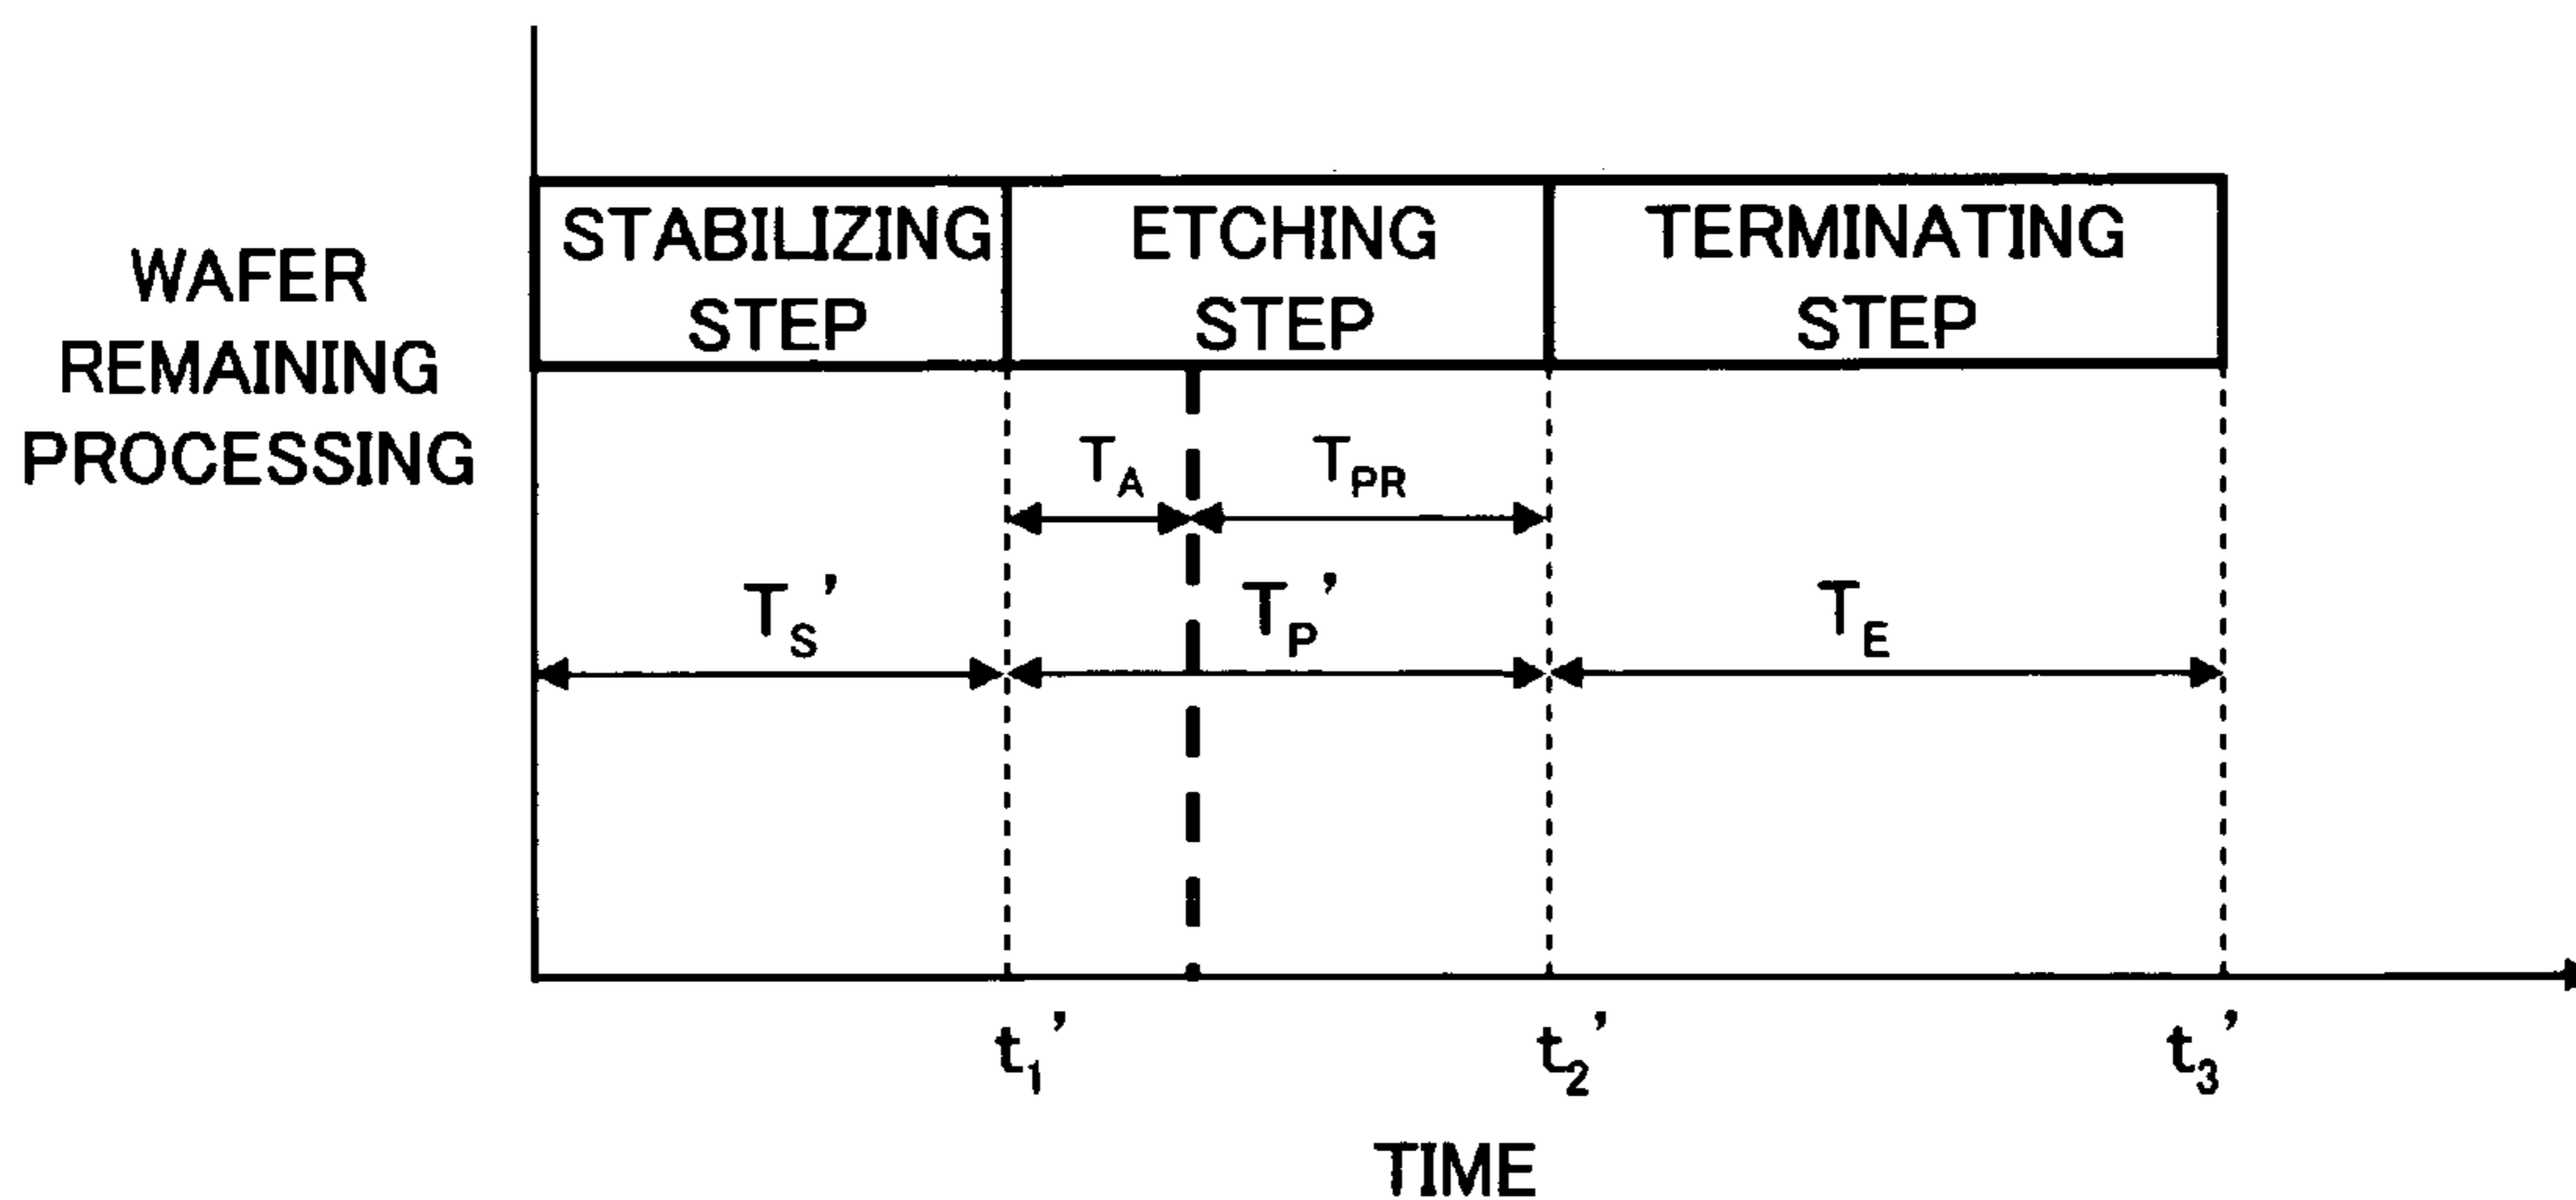 STABILIZING
STEP
ETCHING
STEP
TERMINATING
STEP
WAFER
REMAINING
PROCESSING
T_A
T_PR
T_S'
T_P'
T_E
t_1'
t_2'
t_3'
TIME